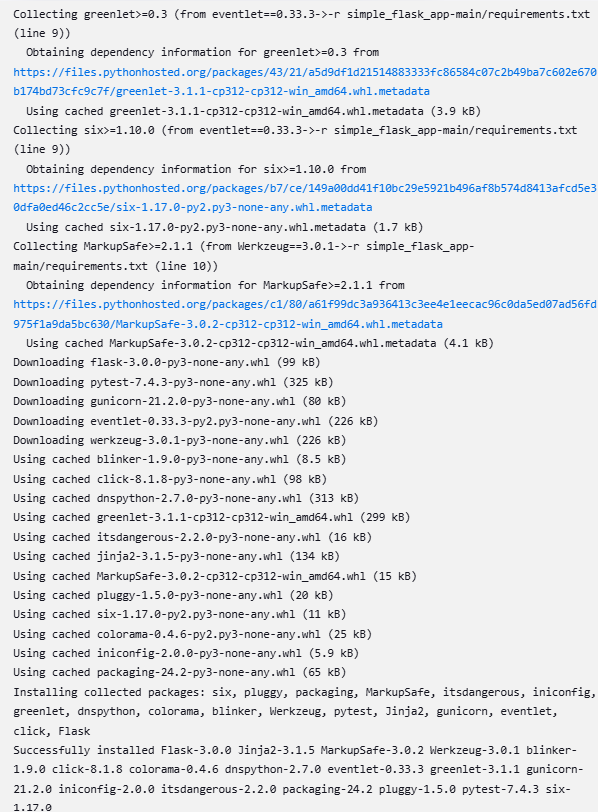 Collecting greenlet>=0.3 (from eventlet==0.33.3->-r simple_flask_app-main/requirements.txt
(line 9))
Obtaining dependency information for greenlet>=0.3 from
https://files.pythonhosted.org/packages/43/21/a5d9df1d21514883333fc86584c07c2b49ba7c602e670
b174bd73cfc9c7f/greenlet-3.1.1-cp312-cp312-win_amd64.whl.metadata
Using cached greenlet-3.1.1-cp312-cp312-win_amd64.whl.metadata (3.9 kB)
Collecting six>=1.10.0 (from eventlet==0.33.3->-r simple_flask_app-main/requirements.txt
(line 9))
Obtaining dependency information for six>=1.10.0 from
https://files.pythonhosted.org/packages/b7/ce/149a00dd41f10bc29e5921b496af8b574d8413afcd5e3
0dfa0ed46c2cc5e/six-1.17.0-py2.py3-none-any.whl.metadata
Using cached six-1.17.0-py2.py3-none-any.whl.metadata (1.7 kB)
Collecting MarkupSafe>=2.1.1 (from Werkzeug==3.0.1->-r simple_flask_app-
main/requirements.txt (line 10))
Obtaining dependency information for MarkupSafe>=2.1.1 from
https://files.pythonhosted.org/packages/c1/80/a61f99dc3a936413c3ee4e1eecac96c0da5ed07ad56fd
975f1a9da5bc630/MarkupSafe-3.0.2-cp312-cp312-win_amd64.whl.metadata
Using cached MarkupSafe-3.0.2-cp312-cp312-win_amd64.whl.metadata (4.1 kB)
Downloading flask-3.0.0-py3-none-any.whl (99 kB)
Downloading pytest-7.4.3-py3-none-any.whl (325 kB)
Downloading gunicorn-21.2.0-py3-none-any.whl (80 kB)
Downloading eventlet-0.33.3-py2.py3-none-any.whl (226 kB)
Downloading werkzeug-3.0.1-py3-none-any.whl (226 kB)
Using cached blinker-1.9.0-py3-none-any.whl (8.5 kB)
Using cached click-8.1.8-py3-none-any.whl (98 kB)
Using cached dnspython-2.7.0-py3-none-any.whl (313 kB)
Using cached greenlet-3.1.1-cp312-cp312-win_amd64.whl (299 kB)
Using cached itsdangerous-2.2.0-py3-none-any.whl (16 kB)
Using cached jinja2-3.1.5-py3-none-any.whl (134 kB)
Using cached MarkupSafe-3.0.2-cp312-cp312-win_amd64.whl (15 kB)
Using cached pluggy-1.5.0-py3-none-any.whl (20 kB)
Using cached six-1.17.0-py2.py3-none-any.whl (11 kB)
Using cached colorama-0.4.6-py2.py3-none-any.whl (25 kB)
Using cached iniconfig-2.0.0-py3-none-any.whl (5.9 kB)
Using cached packaging-24.2-py3-none-any.whl (65 kB)
Installing collected packages: six, pluggy, packaging, MarkupSafe, itsdangerous, iniconfig,
greenlet, dnspython, colorama, blinker, Werkzeug, pytest, Jinja2, gunicorn, eventlet,
click, Flask
Successfully installed Flask-3.0.0 Jinja2-3.1.5 MarkupSafe-3.0.2 Werkzeug-3.0.1 blinker-
1.9.0 click-8.1.8 colorama-0.4.6 dnspython-2.7.0 eventlet-0.33.3 greenlet-3.1.1 gunicorn-
21.2.0 iniconfig-2.0.0 itsdangerous-2.2.0 packaging-24.2 pluggy-1.5.0 pytest-7.4.3 six-
1.17.0